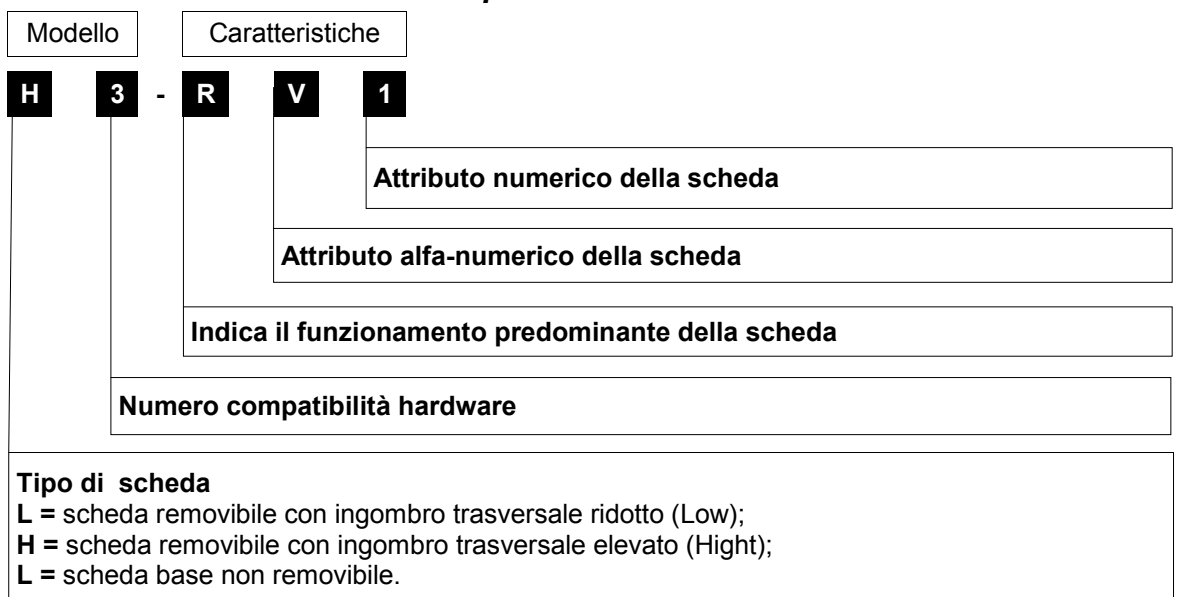 Modello Caratteristiche
H 3 - R V 1
Attributo numerico della scheda
Attributo alfa-numerico della scheda
Indica il funzionamento predominante della scheda
Numero compatibilità hardware
Tipo di scheda
L = scheda removibile con ingombro trasversale ridotto (Low);
H = scheda removibile con ingombro trasversale elevato (Hight);
L = scheda base non removibile.